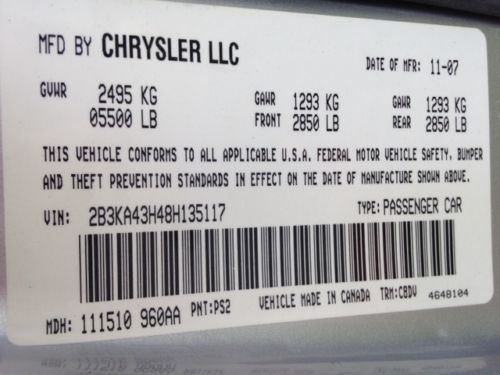 MFD BY CHRYSLER LLC DATE OF MFR: 11-07
GVWR 2495 KG GAWR 1293 KG GAWR 1293 KG
05500 LB FRONT 2850 LB REAR 2850 LB
THIS VEHICLE CONFORMS TO ALL APPLICABLE U.S.A. FEDERAL MOTOR VEHICLE SAFETY, BUMPER
AND THEFT PREVENTION STANDARDS IN EFFECT ON THE DATE OF MANUFACTURE SHOWN ABOVE.
VIN: 2B3KA43H48H135117 TYPE: PASSENGER CAR
MDH: 111510 960AA PNT:PS2 VEHICLE MADE IN CANADA TRM:CBDV 4648104